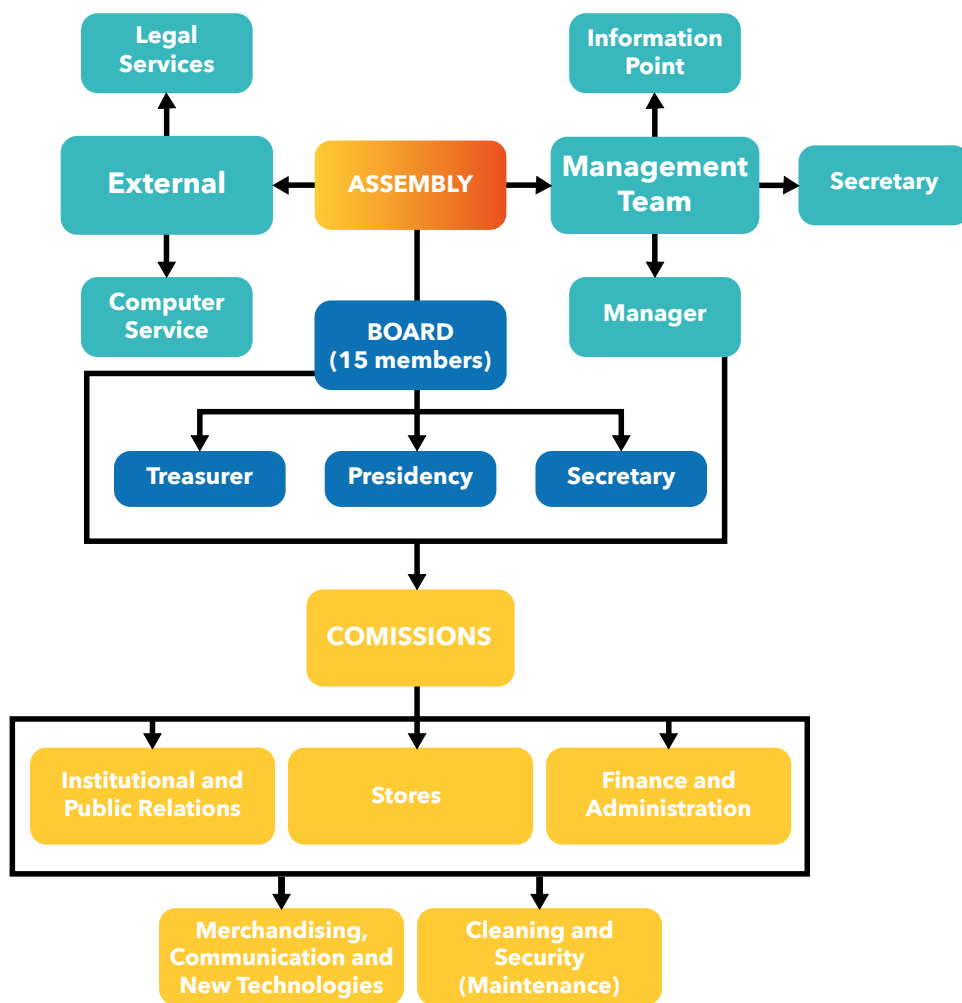 Legal
Services
Information
Point
External
ASSEMBLY
Management
Team
Secretary
Computer
Service
Manager
BOARD
(15 members)
Treasurer
Presidency
Secretary
COMISSIONS
Institutional and
Public Relations
Stores
Finance and
Administration
Merchandising,
Communication and
New Technologies
Cleaning and
Security
(Maintenance)